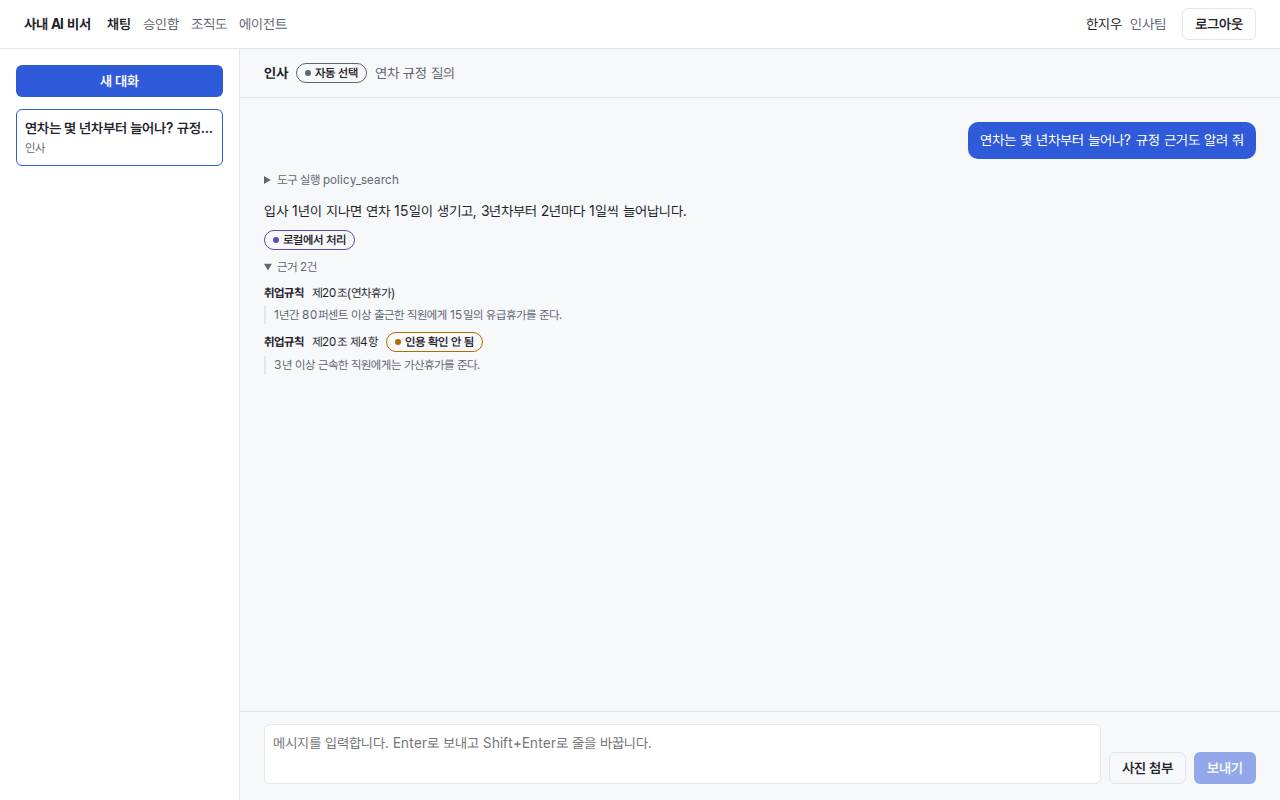 사내 AI 비서 채팅 승인함 조직도 에이전트 한지우 인사팀 로그아웃
새 대화
연차는 몇 년차부터 늘어나? 규정...
인사
인사 자동 선택 연차 규정 질의
연차는 몇 년차부터 늘어나? 규정 근거도 알려 줘
도구 실행 policy_search
입사 1년이 지나면 연차 15일이 생기고, 3년차부터 2년마다 1일씩 늘어납니다.
로컬에서 처리
근거 2건
취업규칙 제20조(연차휴가)
1년간 80퍼센트 이상 출근한 직원에게 15일의 유급휴가를 준다.
취업규칙 제20조 제4항 인용 확인 안 됨
3년 이상 근속한 직원에게는 가산휴가를 준다.
메시지를 입력합니다. Enter로 보내고 Shift+Enter로 줄을 바꿉니다.
사진 첨부 보내기